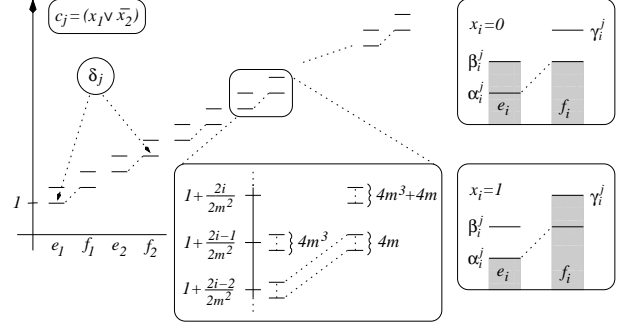 c_j=(x_1∨ x̅_2)
δ_j
1
e_1 f_1 e_2 f_2
1+ 2i/2m^2
} 4m^3+4m
1+ 2i−1/2m^2 } 4m^3 } 4m
1+ 2i−2/2m^2
x_i=0
γ_i^j
β_i^j
α_i^j
e_i f_i
x_i=1
γ_i^j
β_i^j
α_i^j
e_i f_i